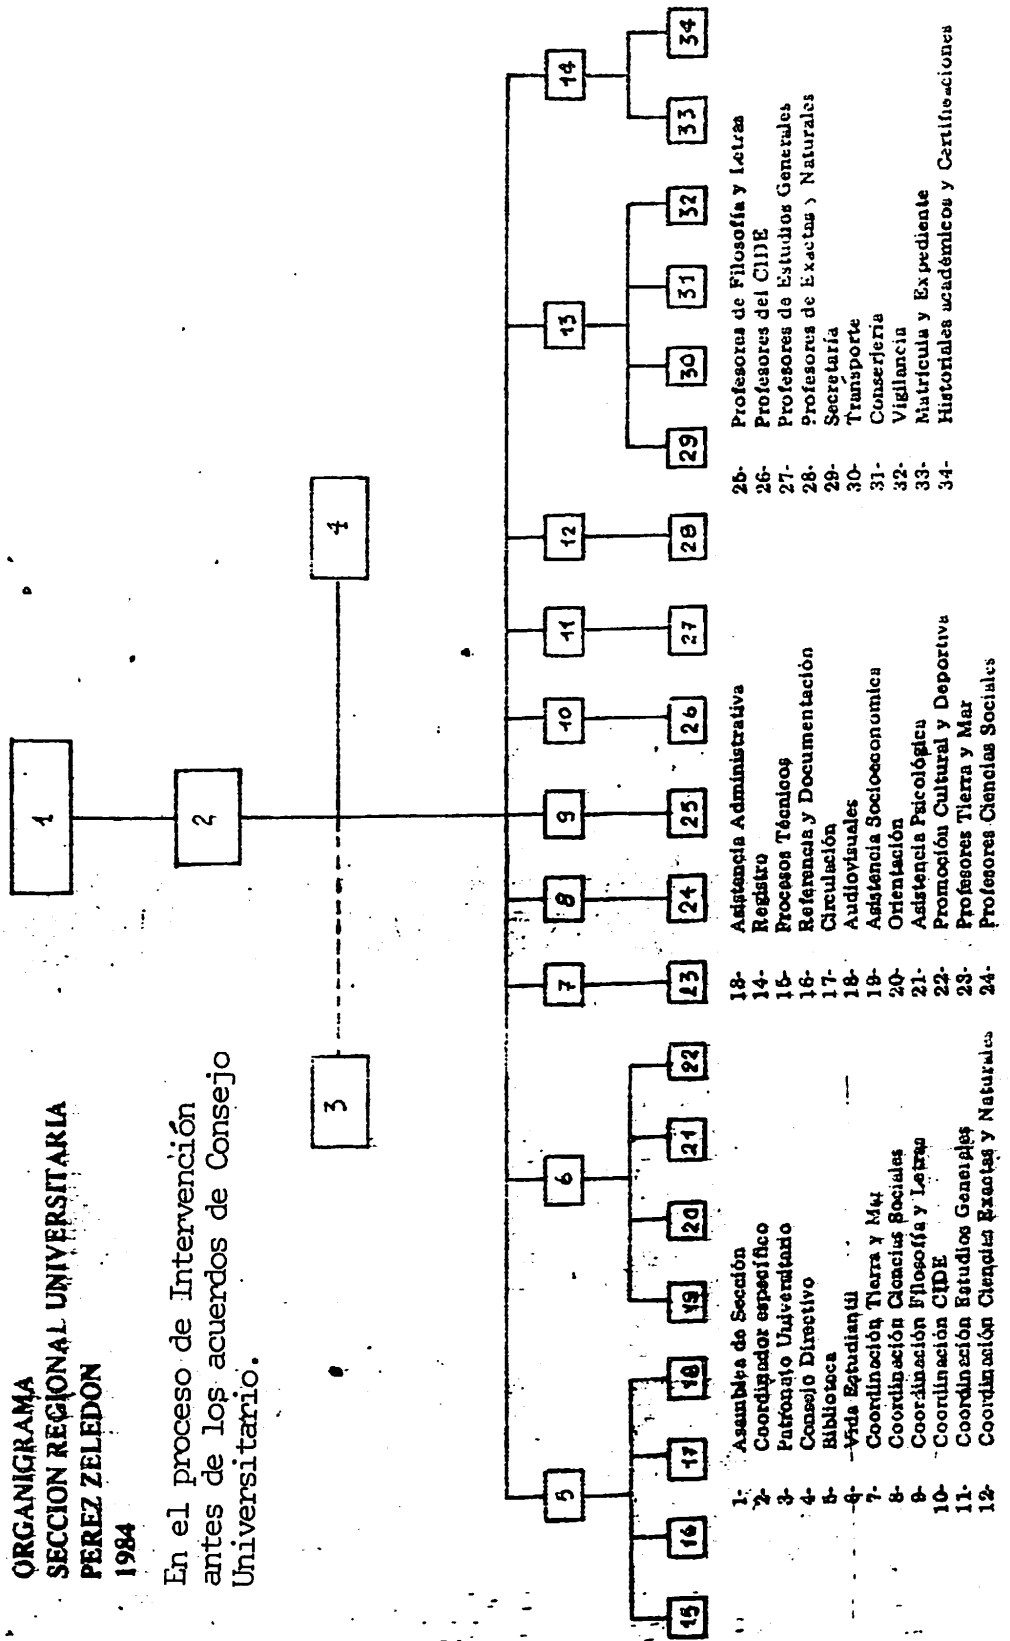 ORGANIGRAMA
SECCION REGIONAL UNIVERSITARIA
PEREZ ZELEDON
1984
En el proceso de Intervención
antes de los acuerdos de Consejo
Universitario.
1
2
3
4
5
6
7
8
9
10
11
12
13
14
15
16
17
18
19
20
21
22
23
24
25
26
27
28
29
30
31
32
33
34
1- Asamblea de Sección
2- Coordinador específico
3- Patronato Universitario
4- Consejo Directivo
5- Biblioteca
6- Vida Estudiantil
7- Coordinación Tierra y Mar
8- Coordinación Ciencias Sociales
9- Coordinación Filosofía y Letras
10- Coordinación CIDE
11- Coordinación Estudios Generales
12- Coordinación Ciencias Exactas y Naturales
13- Asistencia Administrativa
14- Registro
15- Procesos Técnicos
16- Referencia y Documentación
17- Circulación
18- Audiovisuales
19- Asistencia Socioeconomica
20- Orientación
21- Asistencia Psicológica
22- Promoción Cultural y Deportiva
23- Profesores Tierra y Mar
24- Profesores Ciencias Sociales
25- Profesores de Filosofía y Letras
26- Profesores del CIDE
27- Profesores de Estudios Generales
28- Profesores de Exactas y Naturales
29- Secretaría
30- Transporte
31- Conserjería
32- Vigilancia
33- Matrícula y Expediente
34- Historiales académicos y Certificaciones